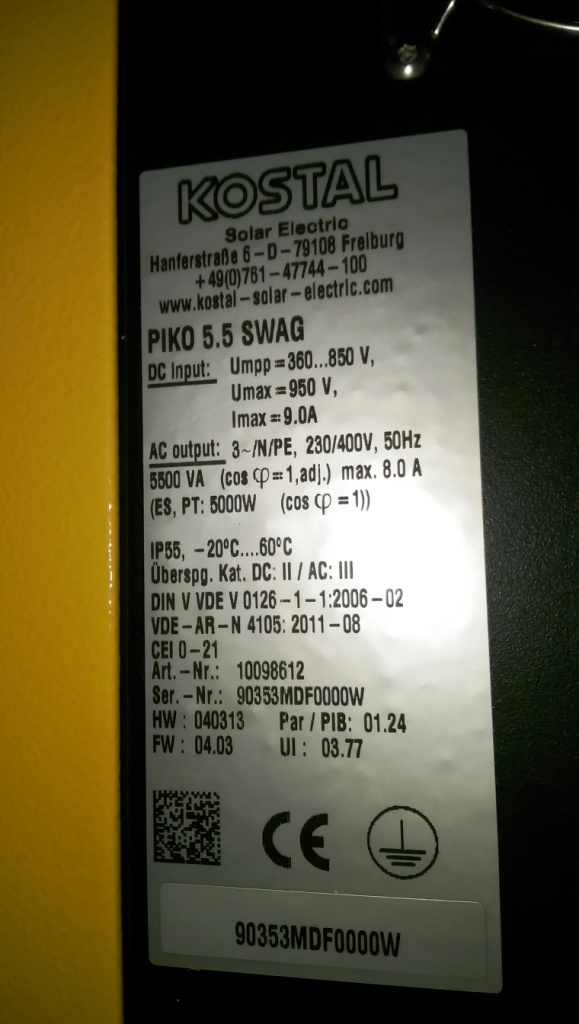 KOSTAL
Solar Electric
Hanferstraße 6-D-79108 Freiburg
+49(0)761-47744-100
www.kostal-solar-electric.com
PIKO 5.5 SWAG
DC Input: Umpp=360...850 V,
Umax=950 V,
Imax=9.0A
AC output: 3~/N/PE, 230/400V, 50Hz
5500 VA (cos φ=1,adj.) max. 8.0 A
(ES, PT: 5000W (cos φ=1))
IP55, -20°C....60°C
Überspg. Kat. DC: II / AC: III
DIN V VDE V 0126-1-1:2006-02
VDE-AR-N 4105: 2011-08
CEI 0-21
Art.-Nr.: 10098612
Ser.-Nr.: 90353MDF0000W
HW : 040313 Par / PIB: 01.24
FW : 04.03 UI : 03.77
CE
90353MDF0000W